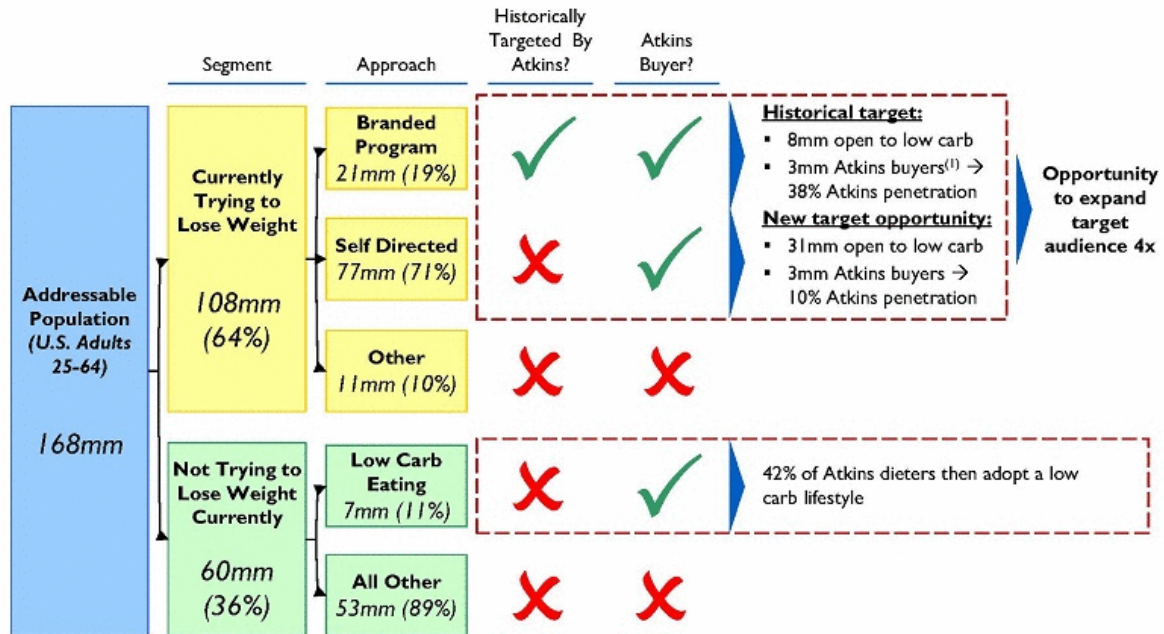 Historically
Targeted By
Atkins?
Atkins
Buyer?
Segment
Approach
Addressable
Population
(U.S. Adults
25-64)
168mm
Currently
Trying to
Lose Weight
108mm
(64%)
Branded
Program
21mm (19%)
Self Directed
77mm (71%)
Other
11mm (10%)
Historical target:
▪ 8mm open to low carb
▪ 3mm Atkins buyers(1) →
38% Atkins penetration
New target opportunity:
▪ 31mm open to low carb
▪ 3mm Atkins buyers →
10% Atkins penetration
Opportunity
to expand
target
audience 4x
Not Trying to
Lose Weight
Currently
60mm
(36%)
Low Carb
Eating
7mm (11%)
All Other
53mm (89%)
42% of Atkins dieters then adopt a low
carb lifestyle